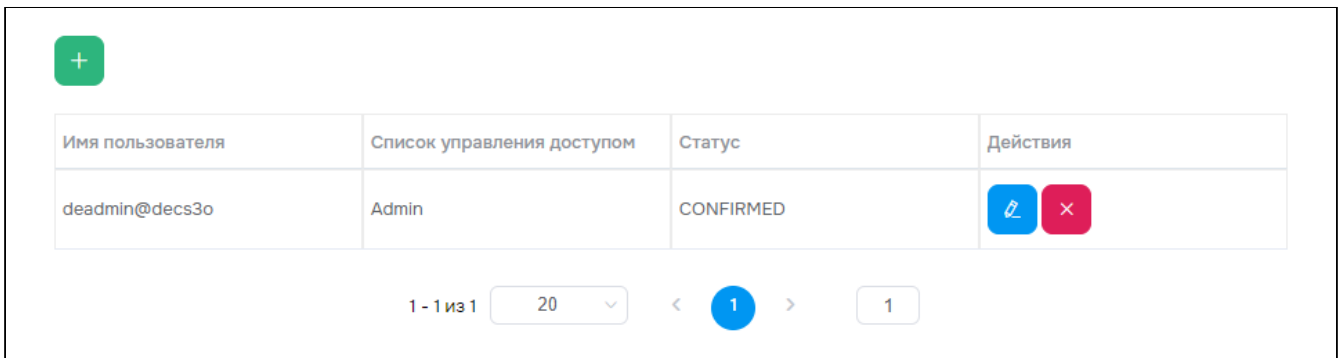 Имя пользователя Список управления доступом Статус Действия
deadmin@decs3o Admin CONFIRMED
1 - 1 из 1 20 1 1